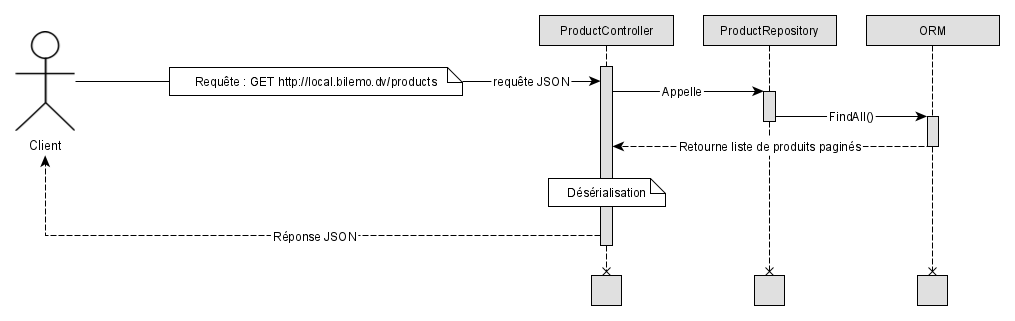 ProductController
ProductRepository
ORM
Requête : GET http://local.bilemo.dv/products
requête JSON
Appelle
FindAll()
Client
Retourne liste de produits paginés
Désérialisation
Réponse JSON